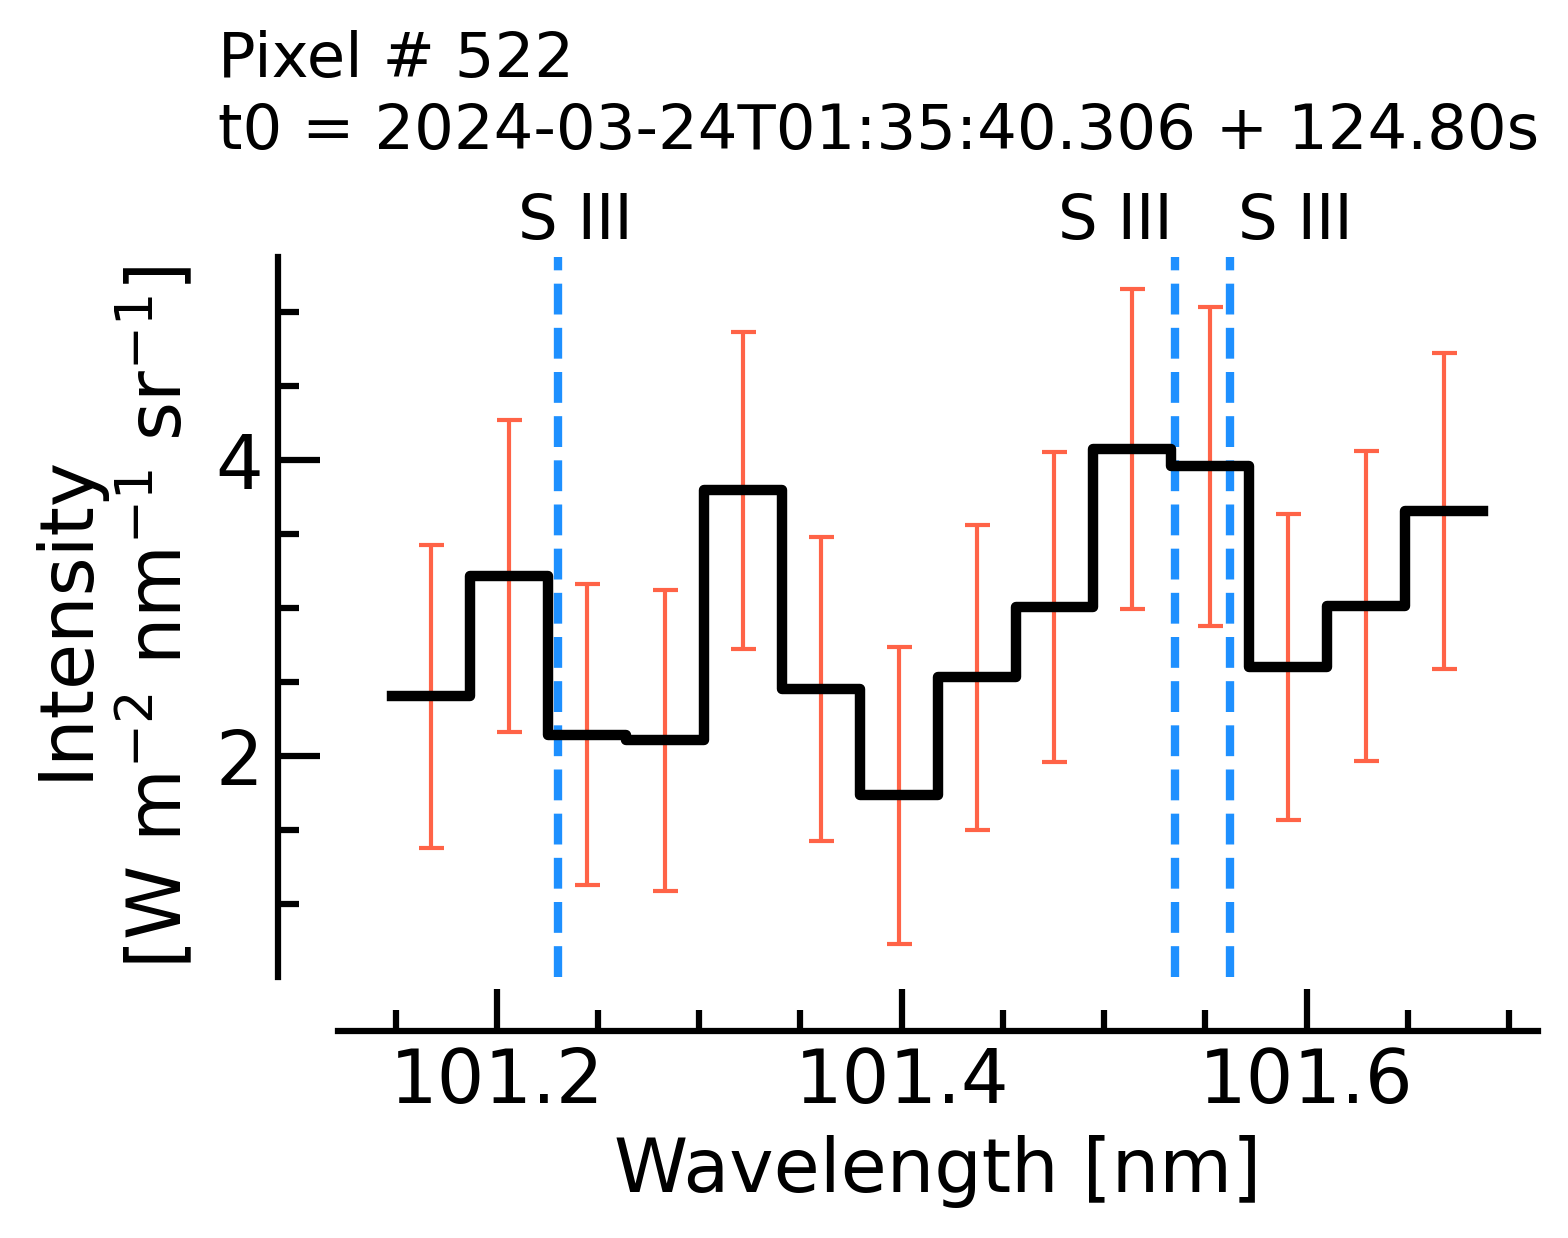 Pixel # 522
t0 = 2024-03-24T01:35:40.306 + 124.80s
S III S III S III
Intensity
[W m⁻² nm⁻¹ sr⁻¹]
4
2
101.2 101.4 101.6
Wavelength [nm]